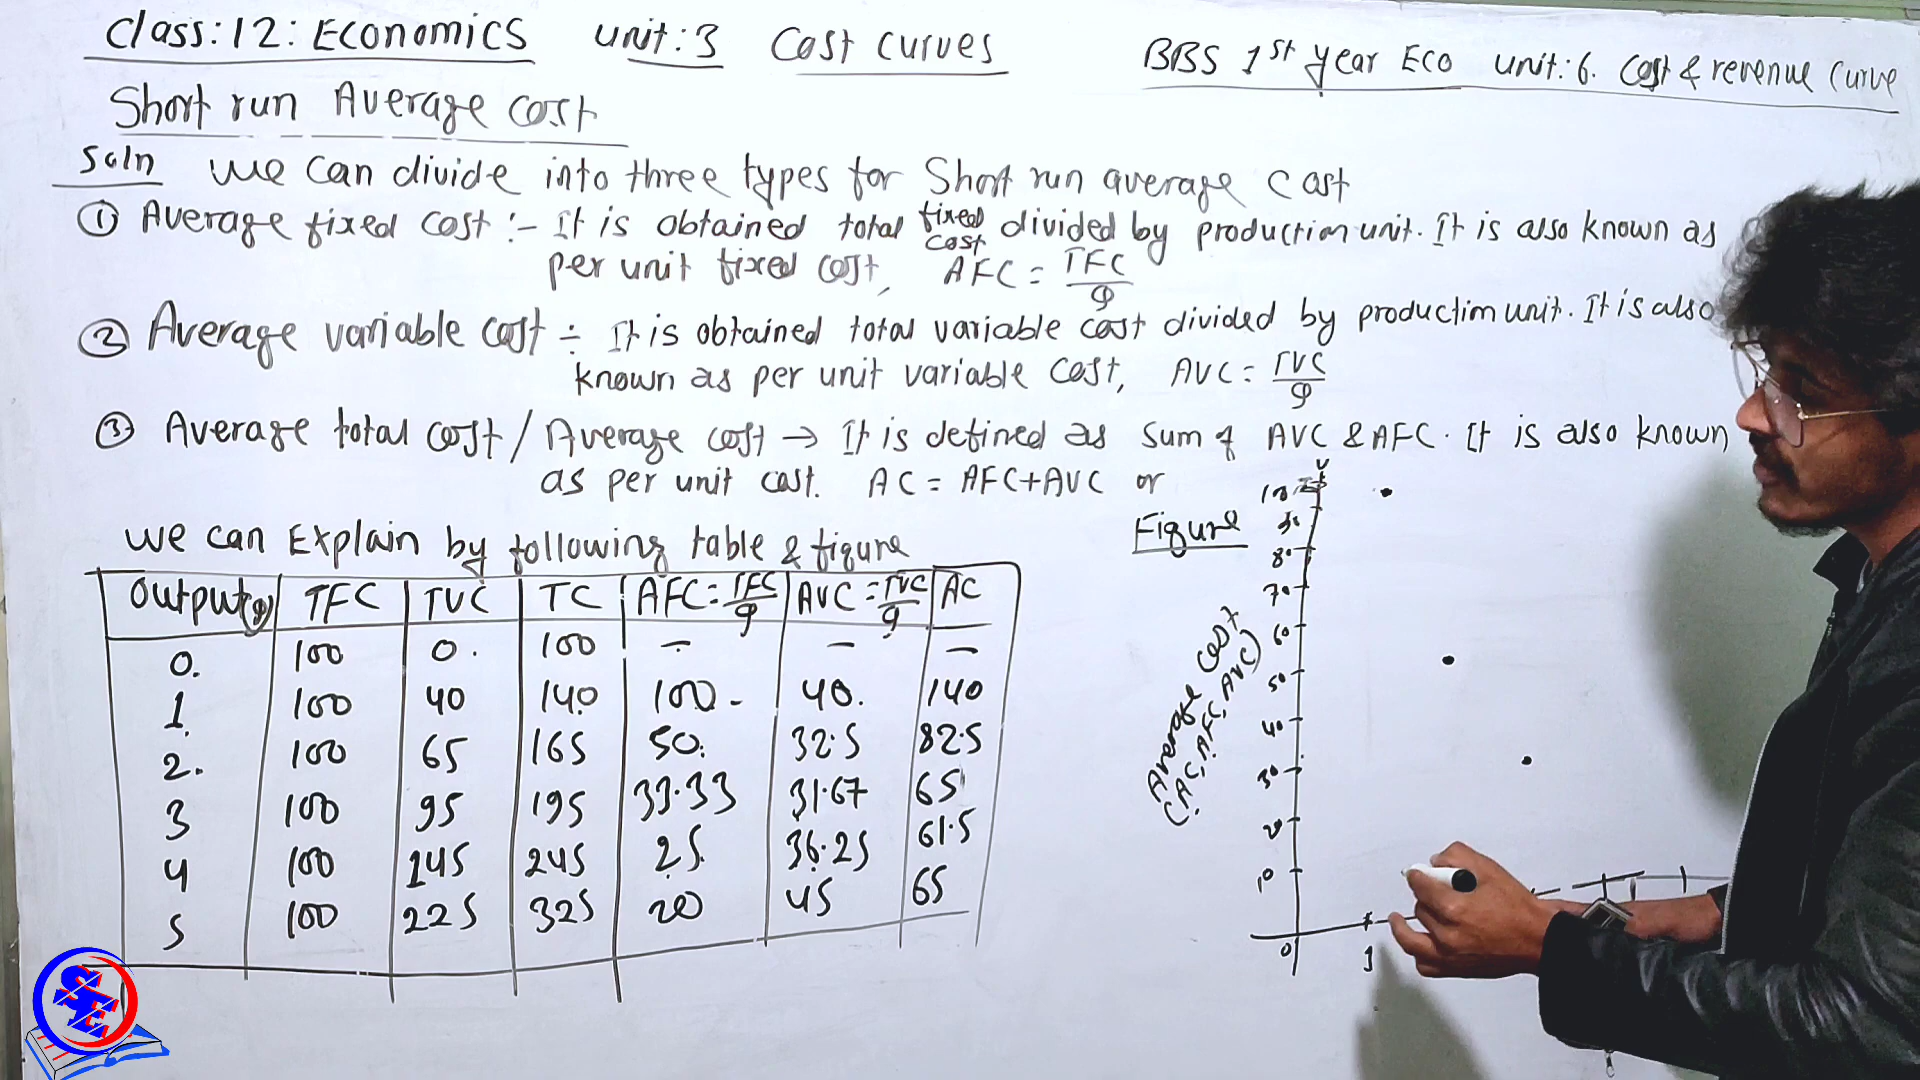 Class:12: Economics unit:3 Cost curves
BBS 1st year Eco unit:6. Cost & revenue Curve
Short run Average cost
Soln we can divide into three types for Short run average cost
① Average fixed cost :- It is obtained total fixed cost divided by production unit. It is also known as
per unit fixed cost, AFC = TFC/Q
② Average variable cost ÷ It is obtained total variable cost divided by production unit. It is also
known as per unit variable cost, AVC = TVC/Q
③ Average total cost / Average cost → It is defined as sum of AVC & AFC. It is also known
as per unit cost. AC = AFC+AVC or
we can Explain by following table & figure
Output(Q) TFC TVC TC AFC=TFC/Q AVC=TVC/Q AC
0. 100 0. 100 - - -
1. 100 40 140 100 40. 140
2. 100 65 165 50. 32.5 82.5
3 100 95 195 33.33 31.67 65
4 100 145 245 25. 36.25 61.5
5 100 225 325 20 45 65
Figure
80
70
60
50
40
30
20
10
0 1
Average cost
(AC, AFC, AVC)